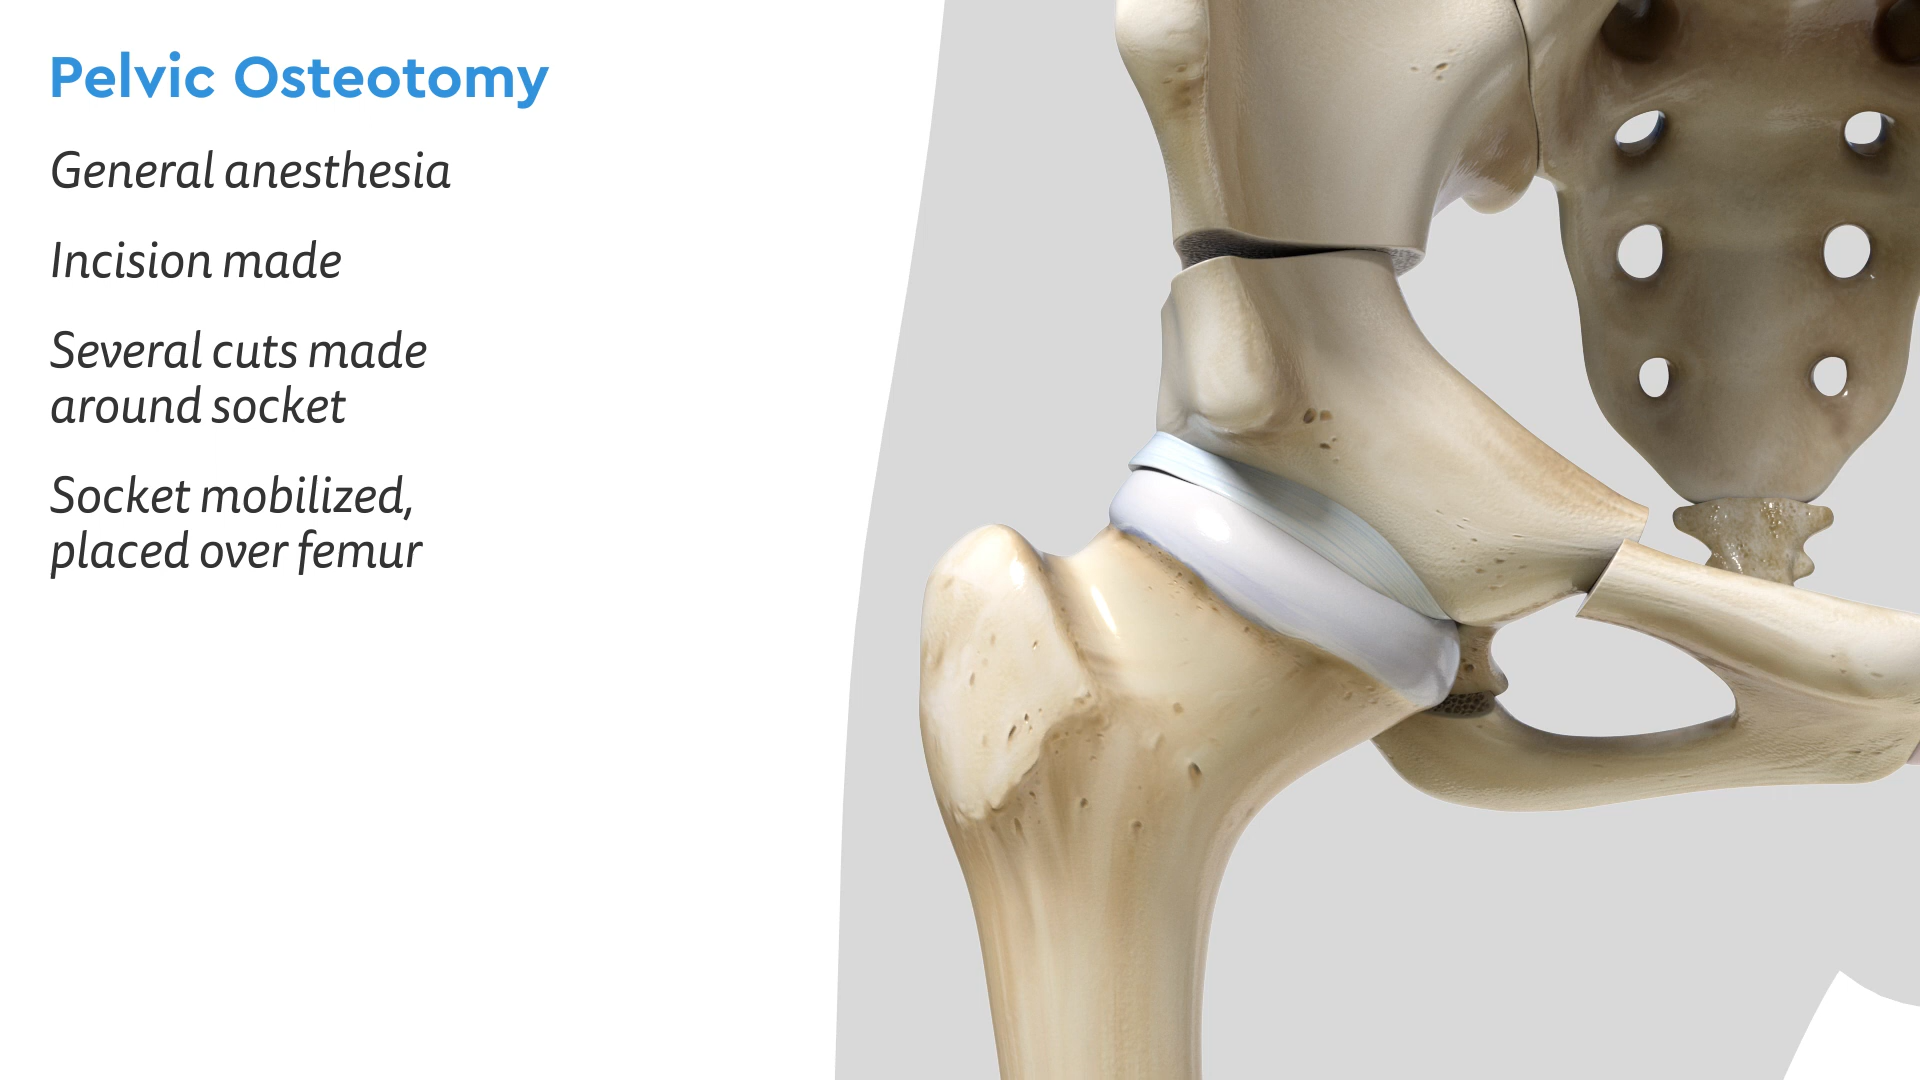 Pelvic Osteotomy
General anesthesia
Incision made
Several cuts made
around socket
Socket mobilized,
placed over femur